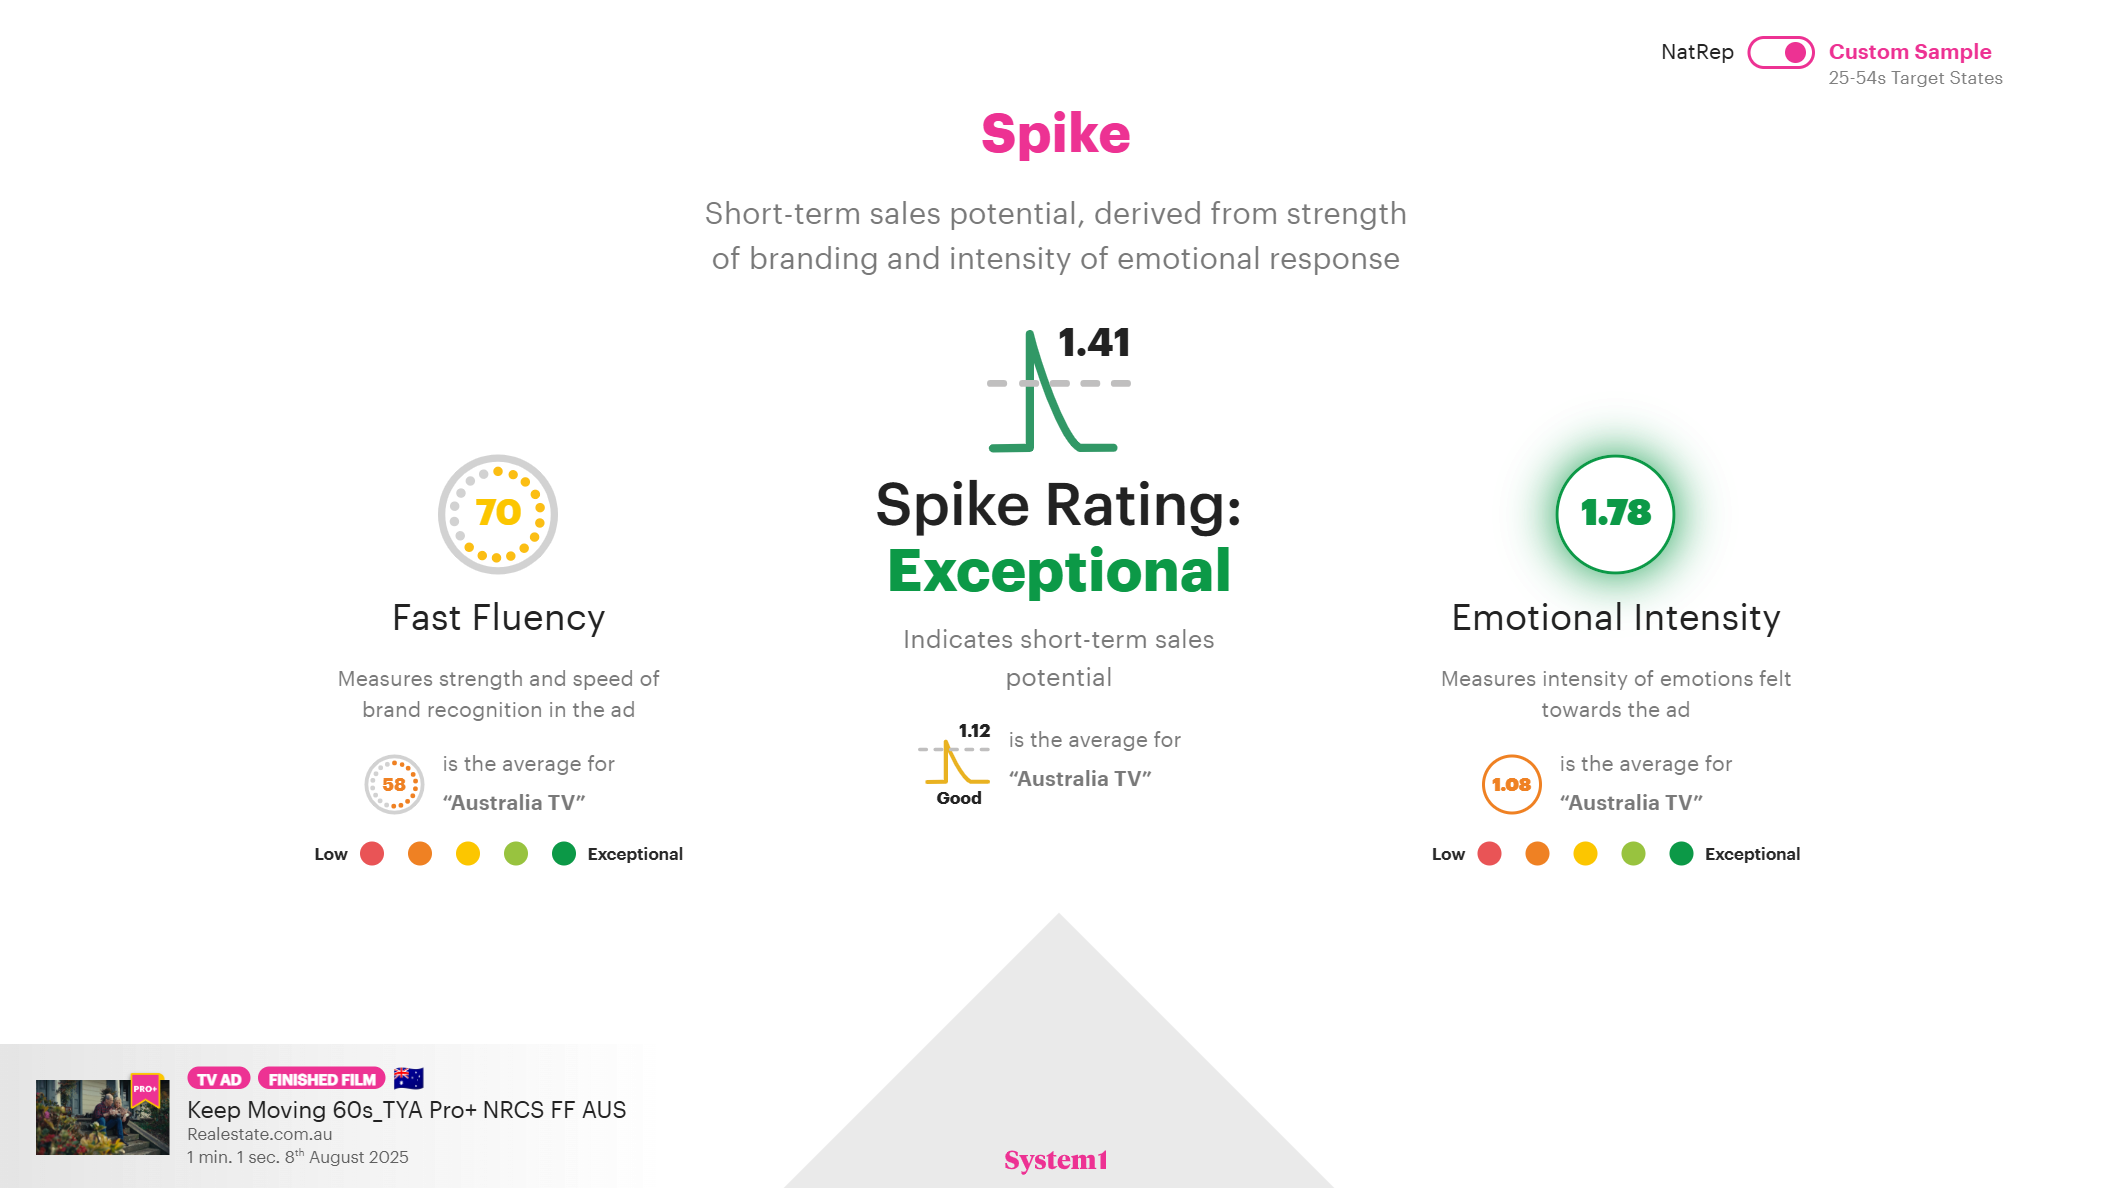 NatRep
Custom Sample
25-54s Target States
Spike
Short-term sales potential, derived from strength
of branding and intensity of emotional response
1.41
Spike Rating:
Exceptional
Indicates short-term sales
potential
1.12
Good
is the average for
“Australia TV”
70
Fast Fluency
Measures strength and speed of
brand recognition in the ad
58
is the average for
“Australia TV”
Low
Exceptional
1.78
Emotional Intensity
Measures intensity of emotions felt
towards the ad
1.08
is the average for
“Australia TV”
Low
Exceptional
PRO+
TV AD
FINISHED FILM
Keep Moving 60s_TYA Pro+ NRCS FF AUS
Realestate.com.au
1 min. 1 sec. 8th August 2025
System1